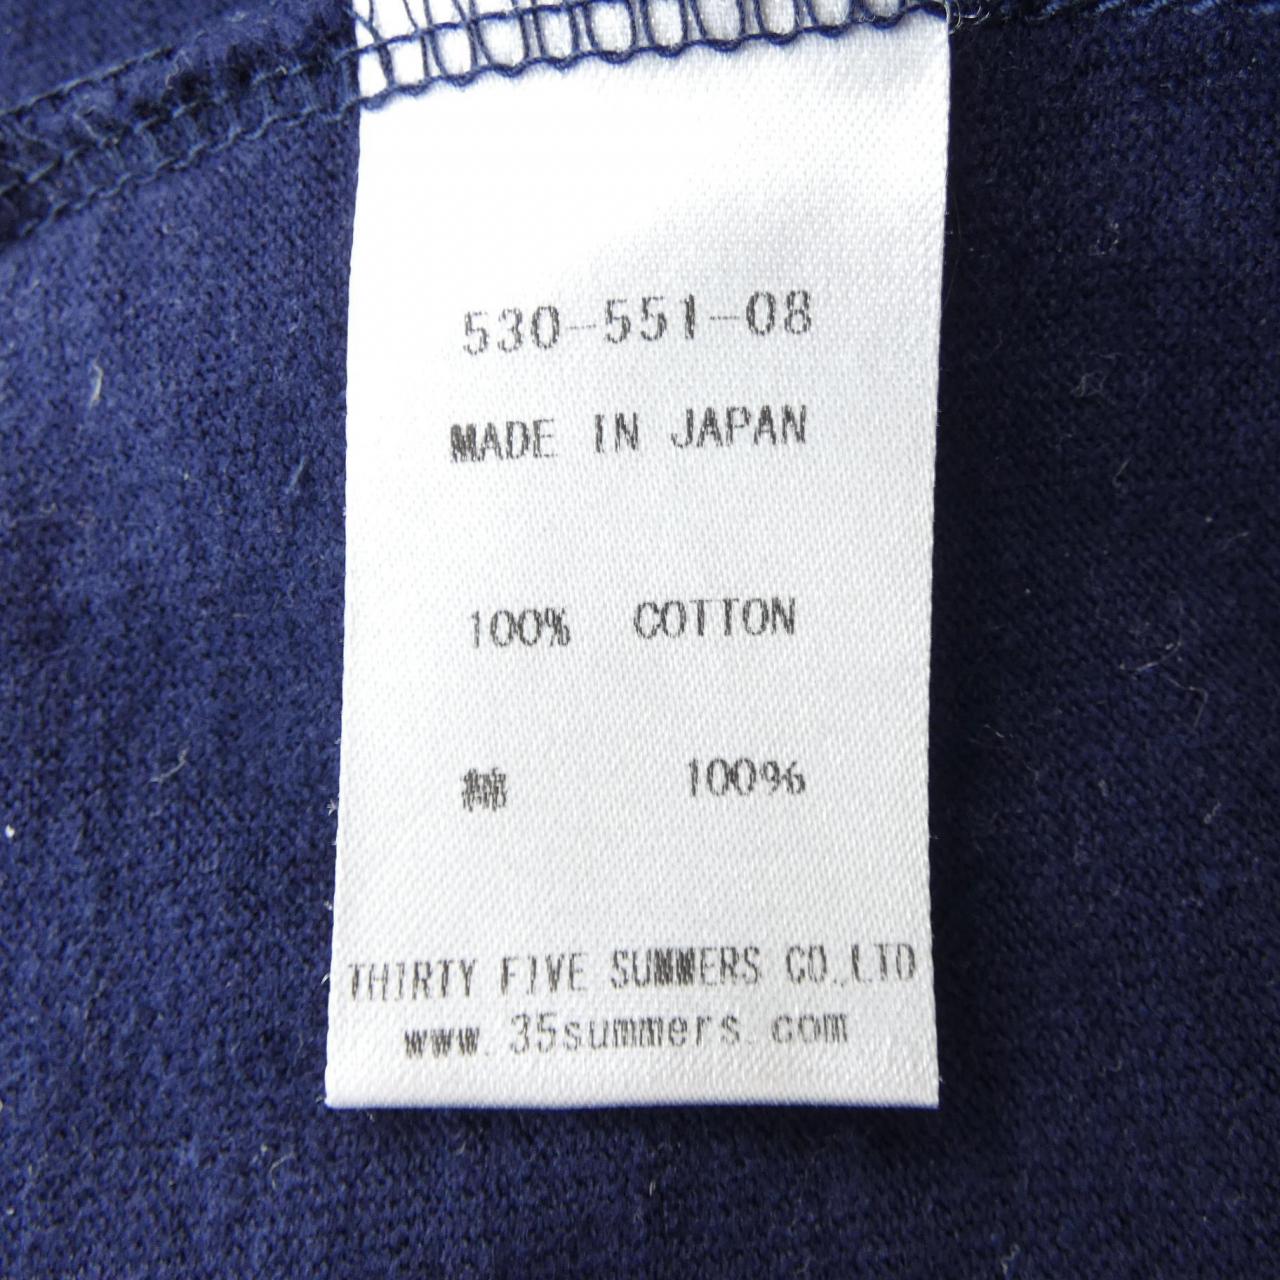 530-551-08
MADE IN JAPAN
100% COTTON
綿 100%
THIRTY FIVE SUMMERS CO.,LTD
www.35summers.com